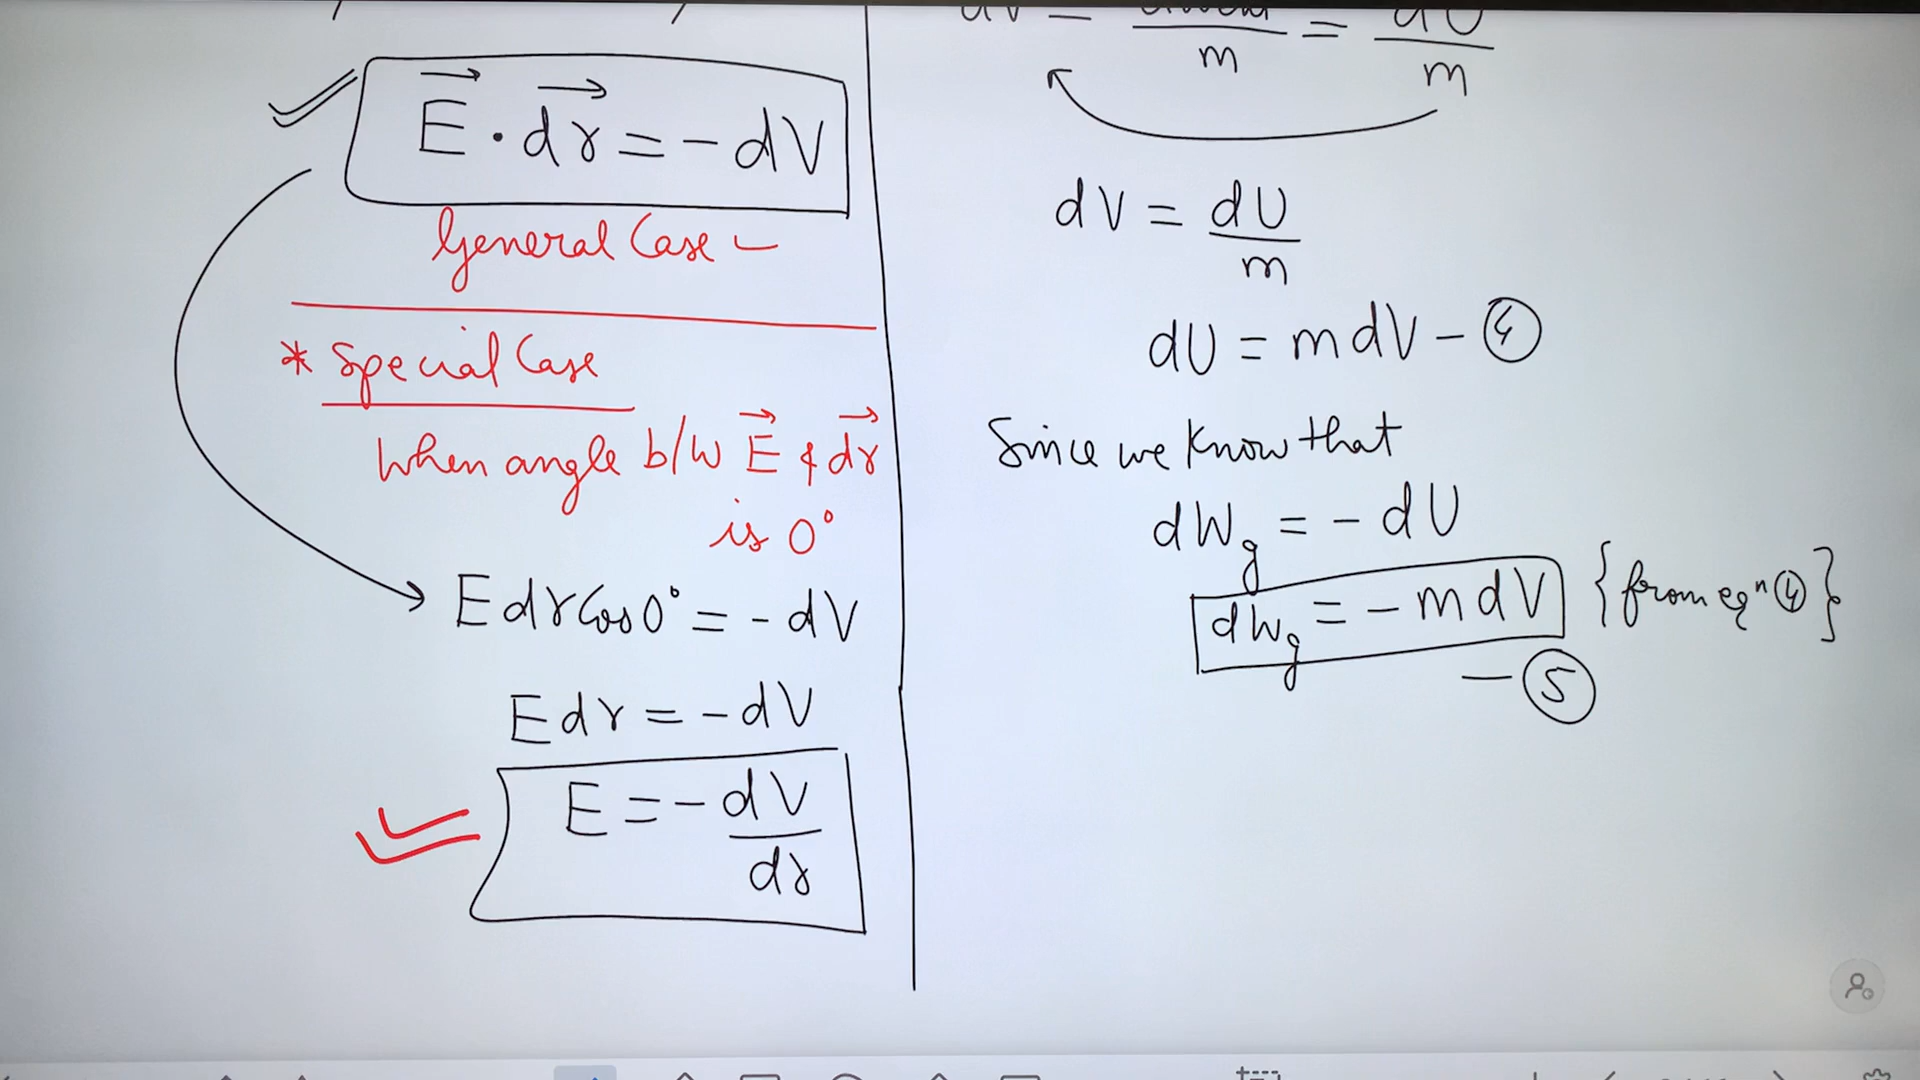 E⃗ · dr⃗ = - dV
General Case -
* Special Case
When angle b/w E⃗ & dr⃗
is 0°
E dr Cos 0° = - dV
E dr = - dV
E = - dV/dr
m = dU/m
dV = dU/m
dU = m dV - ④
Since we know that
dWg = - dU
dWg = - m dV {from eqⁿ ④}
- ⑤